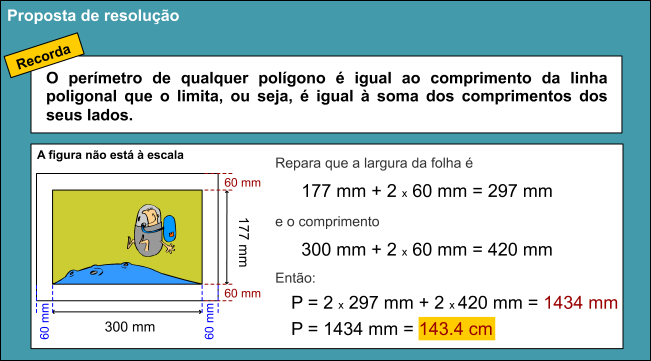 Proposta de resolução
Recorda
O perímetro de qualquer polígono é igual ao comprimento da linha
poligonal que o limita, ou seja, é igual à soma dos comprimentos dos
seus lados.
A figura não está à escala
60 mm
177 mm
60 mm
60 mm
300 mm
60 mm
Repara que a largura da folha é
177 mm + 2 x 60 mm = 297 mm
e o comprimento
300 mm + 2 x 60 mm = 420 mm
Então:
P = 2 x 297 mm + 2 x 420 mm = 1434 mm
P = 1434 mm = 143.4 cm